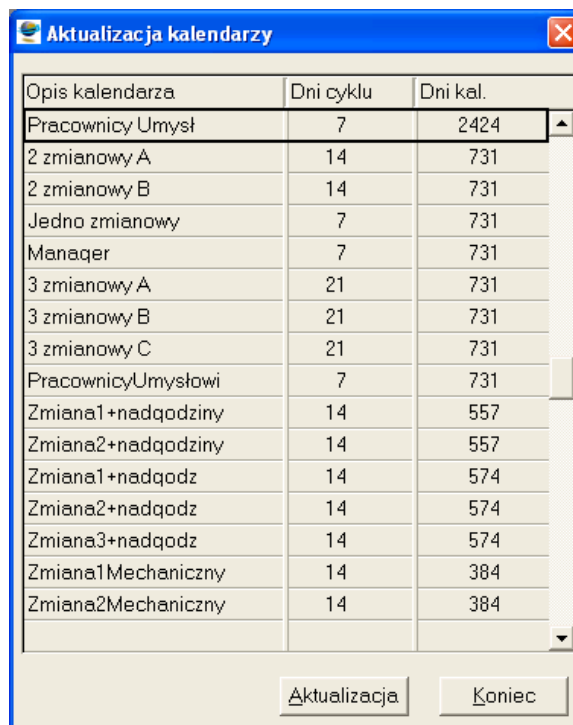 Aktualizacja kalendarzy
Opis kalendarza Dni cyklu Dni kal.
Pracownicy Umysł 7 2424
2 zmianowy A 14 731
2 zmianowy B 14 731
Jedno zmianowy 7 731
Manager 7 731
3 zmianowy A 21 731
3 zmianowy B 21 731
3 zmianowy C 21 731
PracownicyUmysłowi 7 731
Zmiana1+nadgodziny 14 557
Zmiana2+nadgodziny 14 557
Zmiana1+nadgodz 14 574
Zmiana2+nadgodz 14 574
Zmiana3+nadgodz 14 574
Zmiana1Mechaniczny 14 384
Zmiana2Mechaniczny 14 384
Aktualizacja Koniec